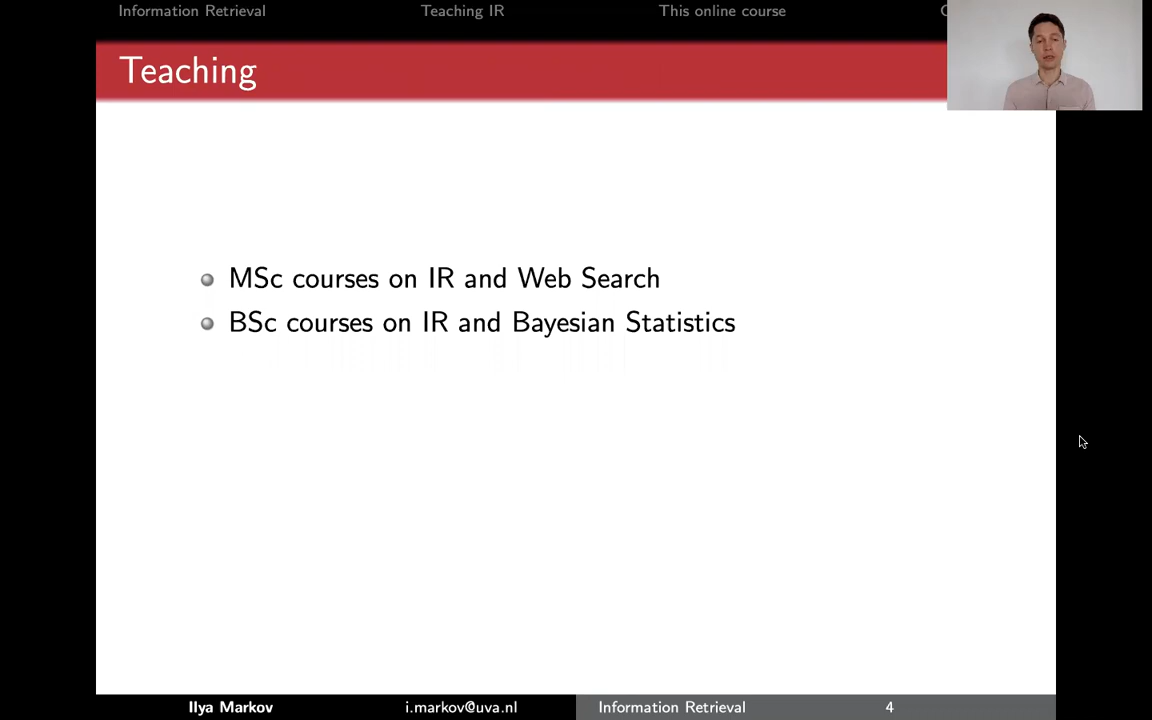 Information Retrieval Teaching IR This online course
Teaching
MSc courses on IR and Web Search
BSc courses on IR and Bayesian Statistics
Ilya Markov i.markov@uva.nl Information Retrieval 4